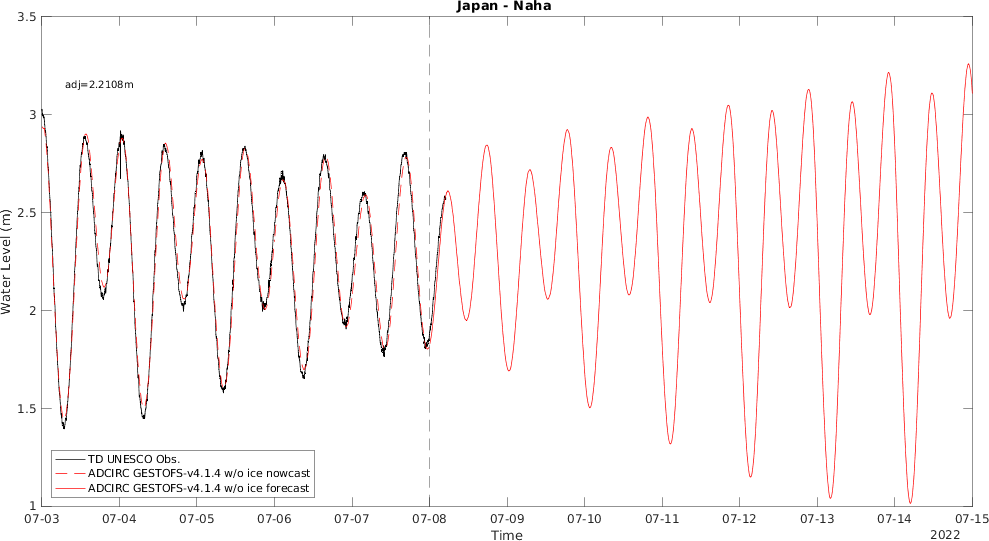 Japan - Naha
3.5
adj=2.2108m
3
2.5
Water Level (m)
2
1.5
TD UNESCO Obs.
ADCIRC GESTOFS-v4.1.4 w/o ice nowcast
ADCIRC GESTOFS-v4.1.4 w/o ice forecast
1
07-03 07-04 07-05 07-06 07-07 07-08 07-09 07-10 07-11 07-12 07-13 07-14 07-15
Time
2022